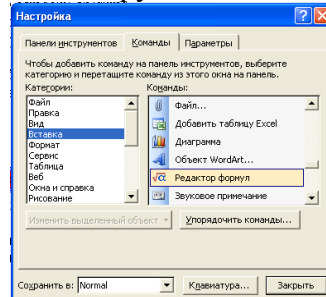 Настройка
Панели инструментов Команды Параметры
Чтобы добавить команду на панель инструментов, выберите
категорию и перетащите команду из этого окна на панель.
Категории: Команды:
Файл
Правка
Вид
Вставка
Формат
Сервис
Таблица
Веб
Окна и справка
Рисование
Файл...
Добавить таблицу Excel
Диаграмма
Объект WordArt...
Редактор формул
Звуковое примечание
Изменить выделенный объект Упорядочить команды...
Сохранить в: Normal Клавиатура... Закрыть